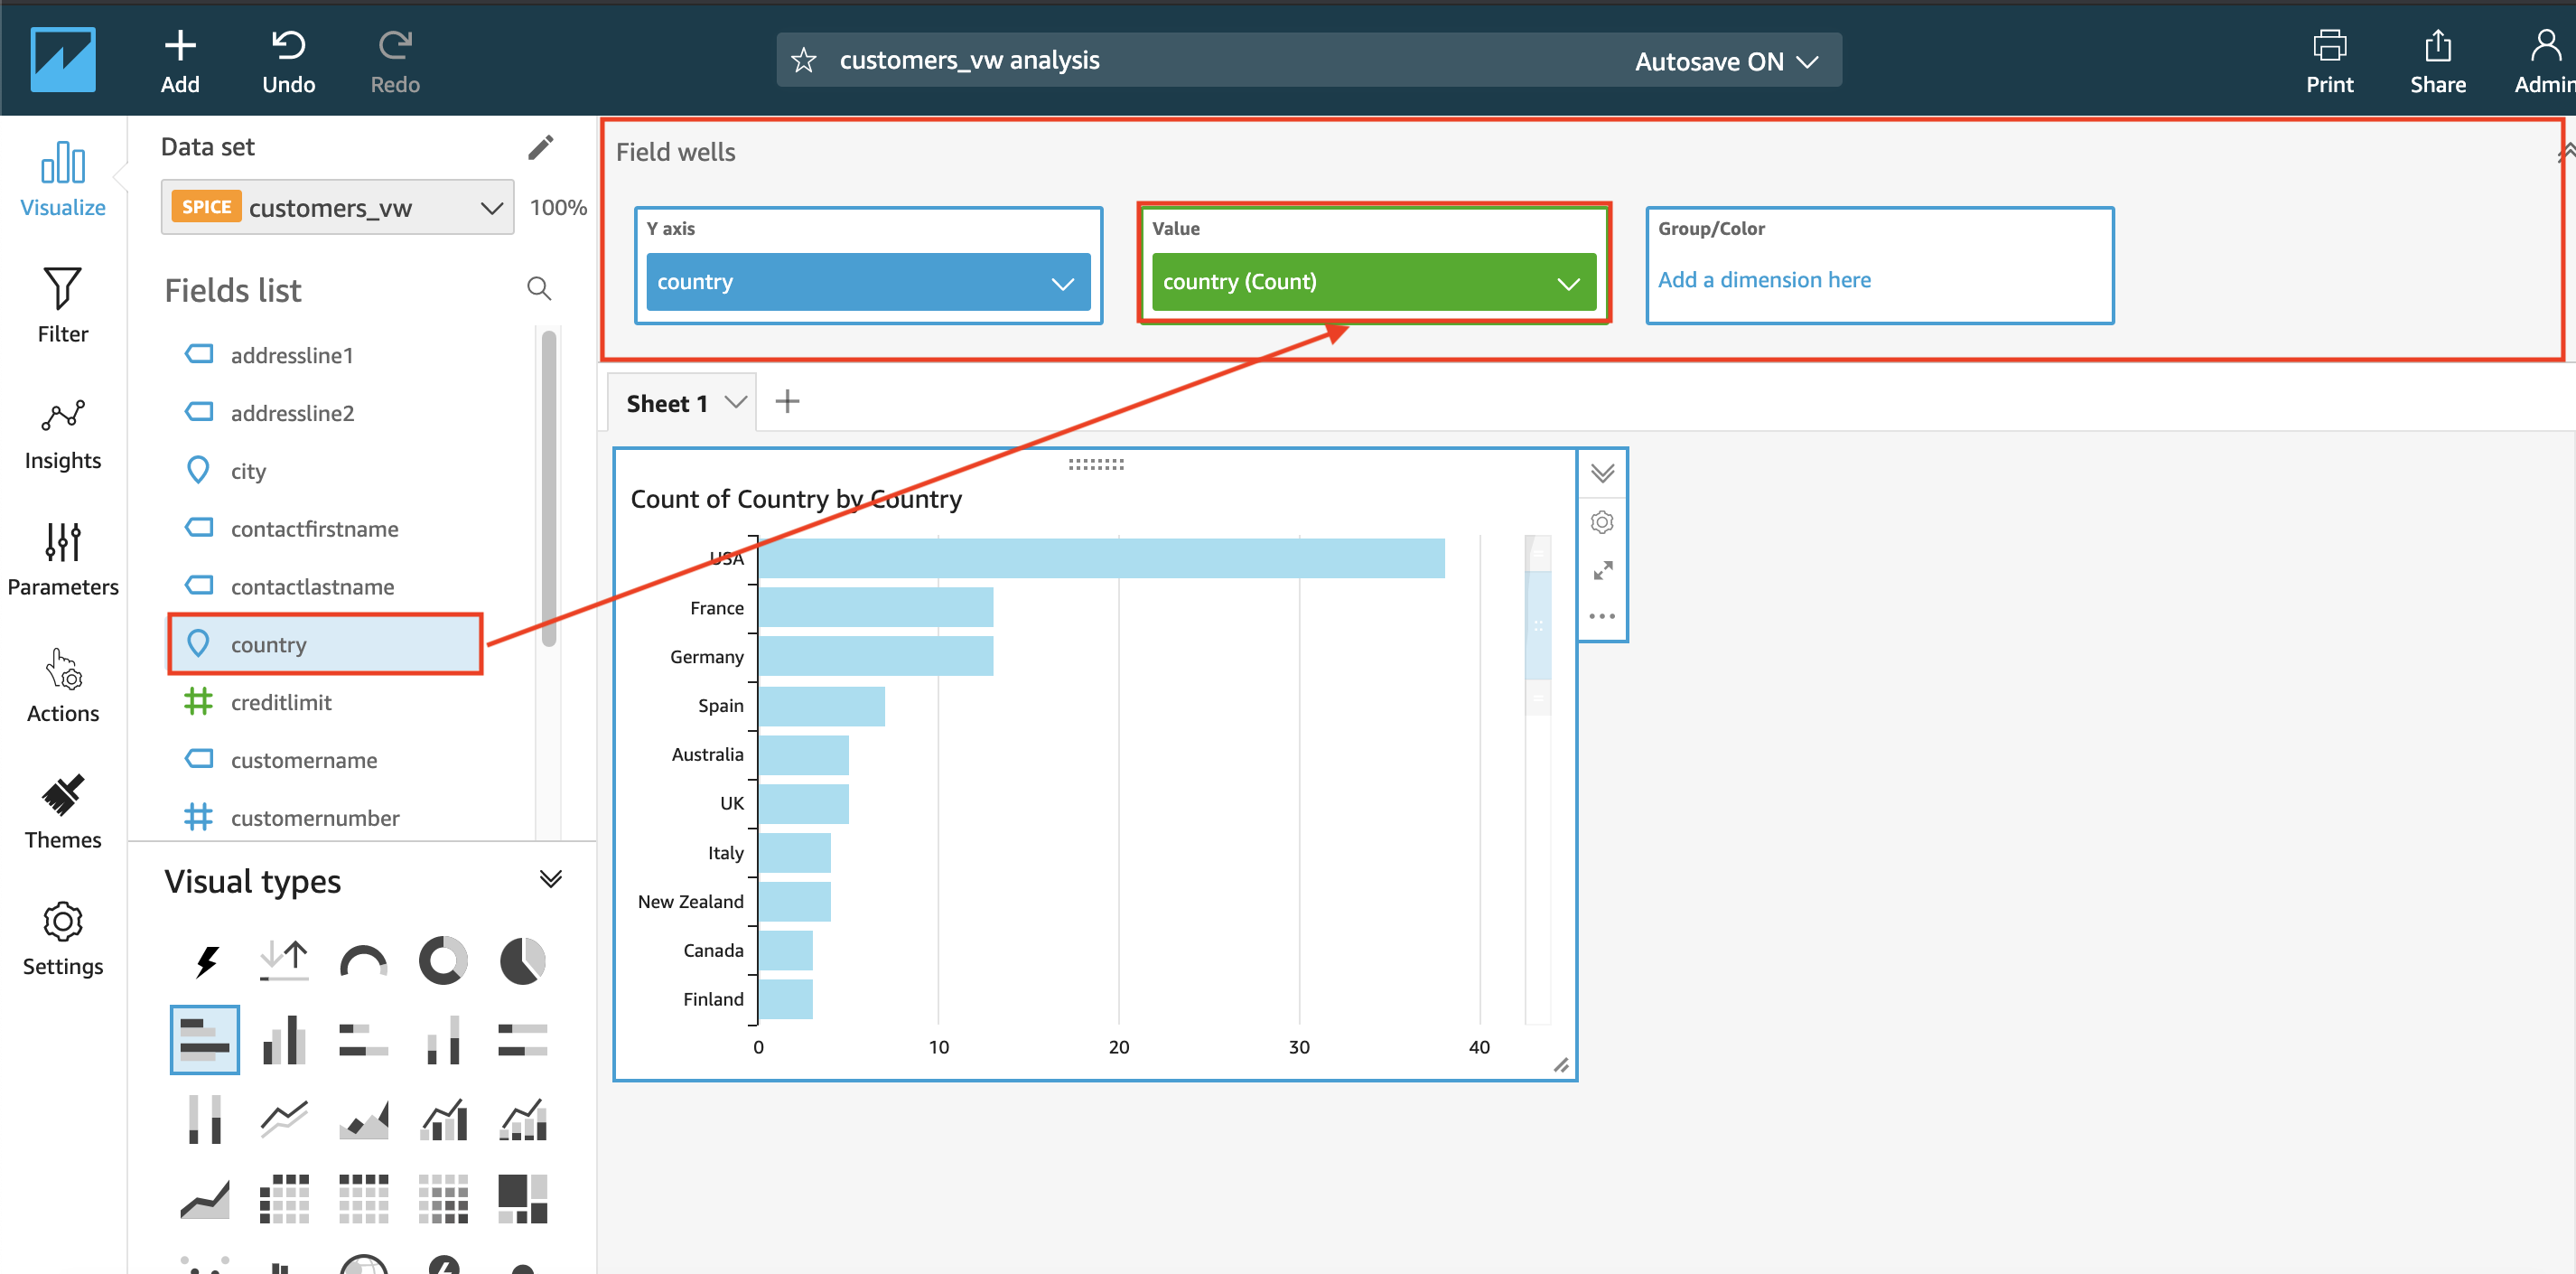 Add
Undo
Redo
customers_vw analysis
Autosave ON
Print
Share
Admin
Visualize
Filter
Insights
Parameters
Actions
Themes
Settings
Data set
SPICE customers_vw
100%
Fields list
addressline1
addressline2
city
contactfirstname
contactlastname
country
creditlimit
customername
customernumber
Visual types
Field wells
Y axis
country
Value
country (Count)
Group/Color
Add a dimension here
Sheet 1
Count of Country by Country
USA
France
Germany
Spain
Australia
UK
Italy
New Zealand
Canada
Finland
0 10 20 30 40